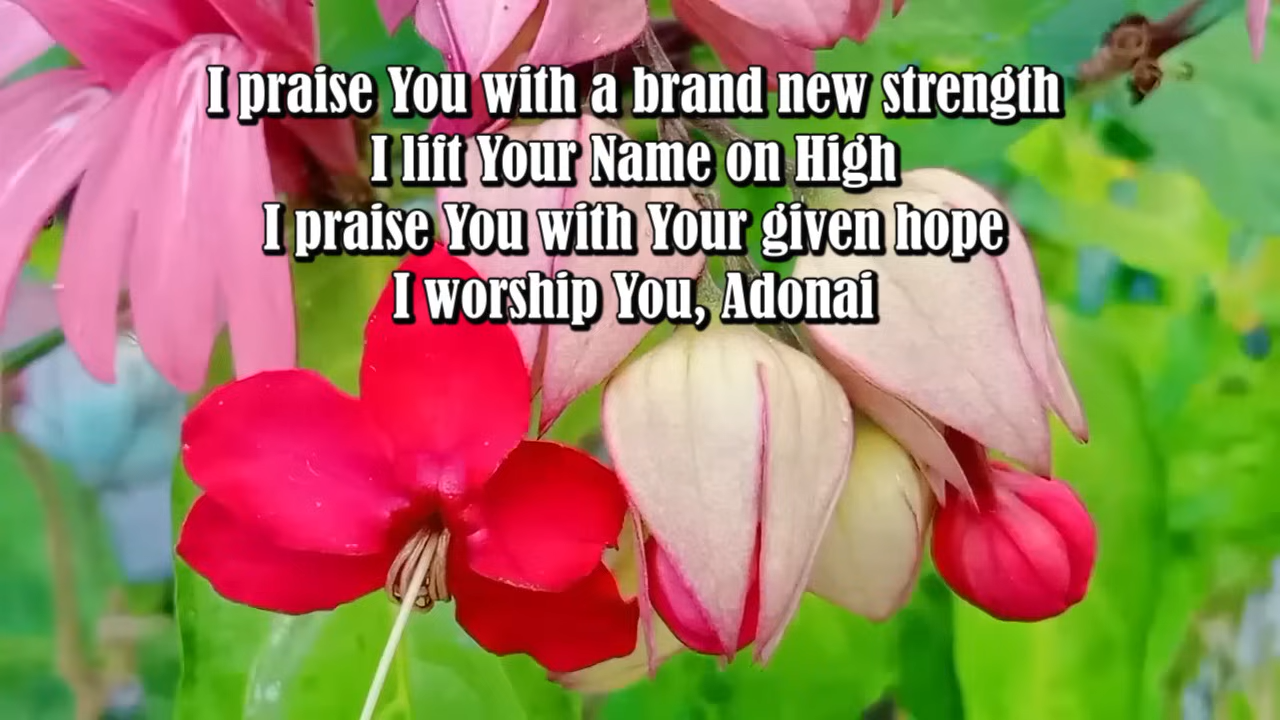 I praise You with a brand new strength
I lift Your Name on High
I praise You with Your given hope
I worship You, Adonai